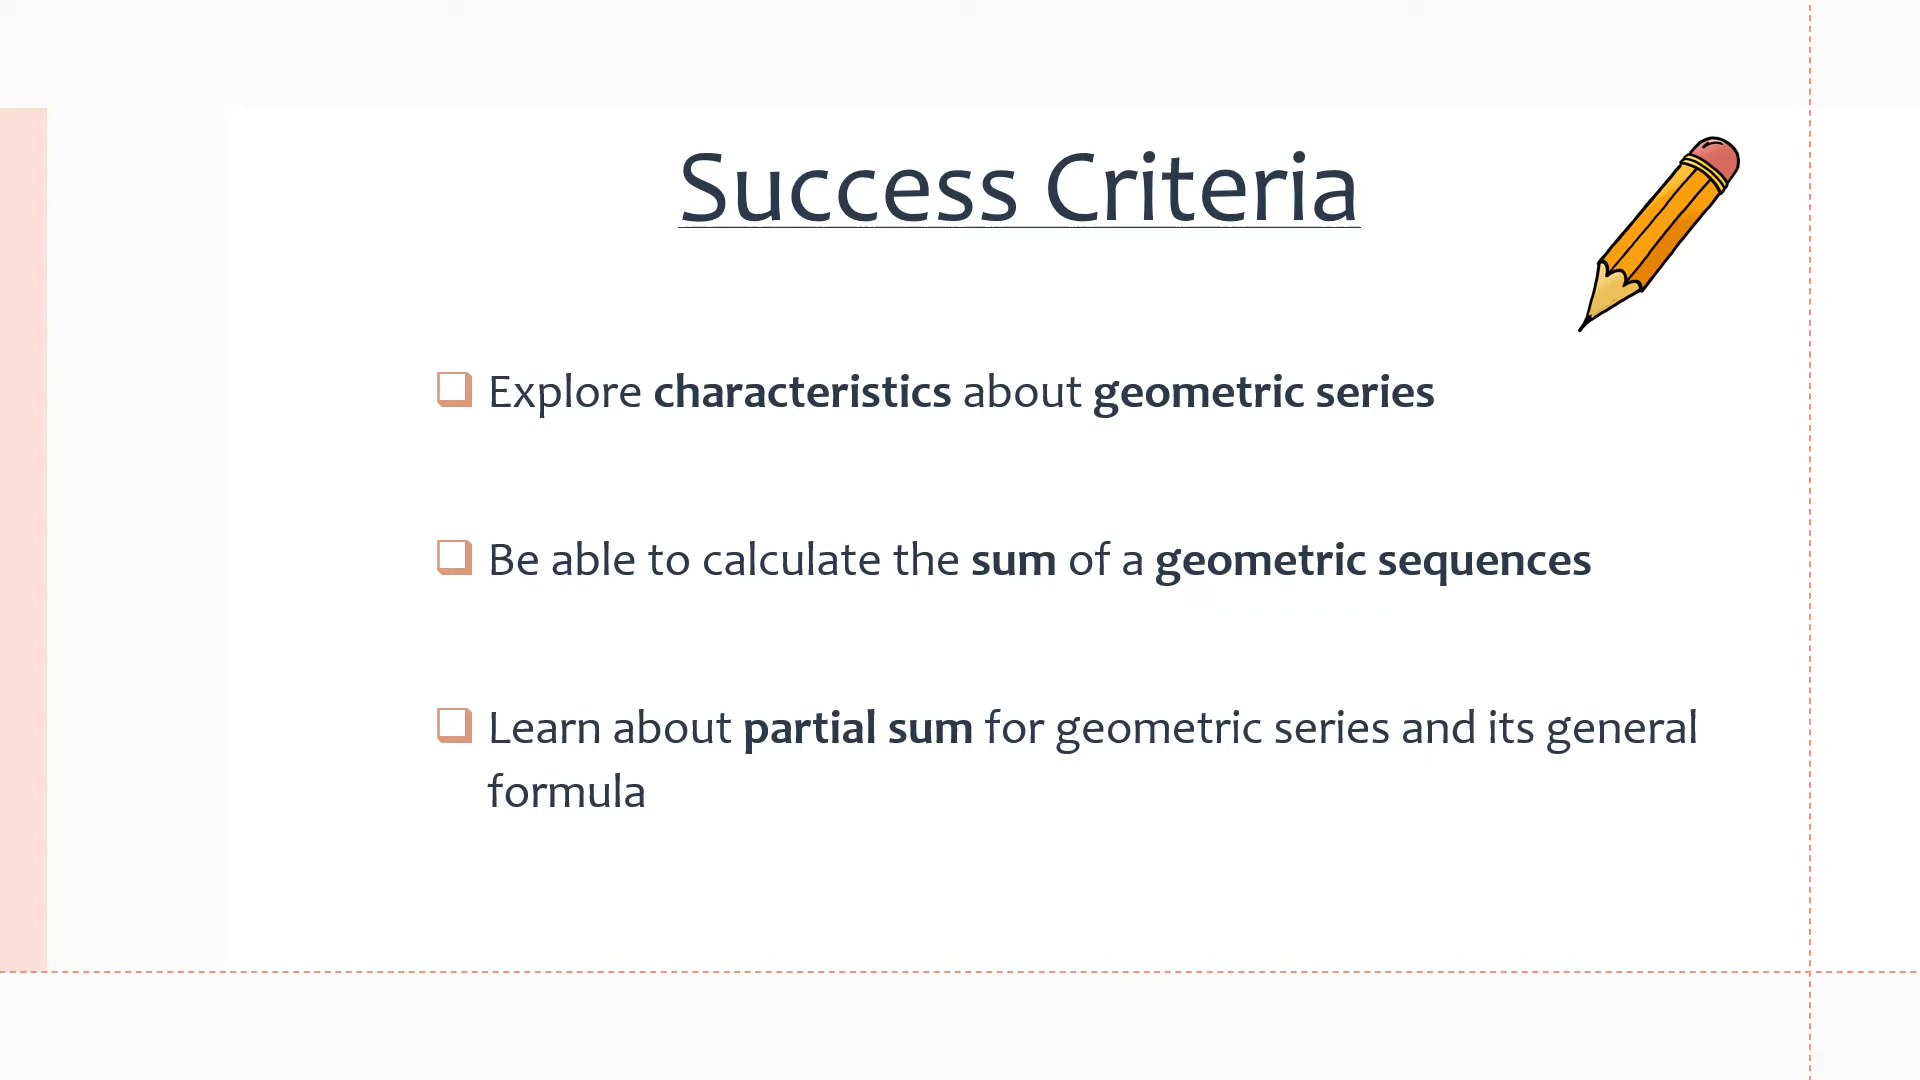 Success Criteria
Explore characteristics about geometric series
Be able to calculate the sum of a geometric sequences
Learn about partial sum for geometric series and its general
formula